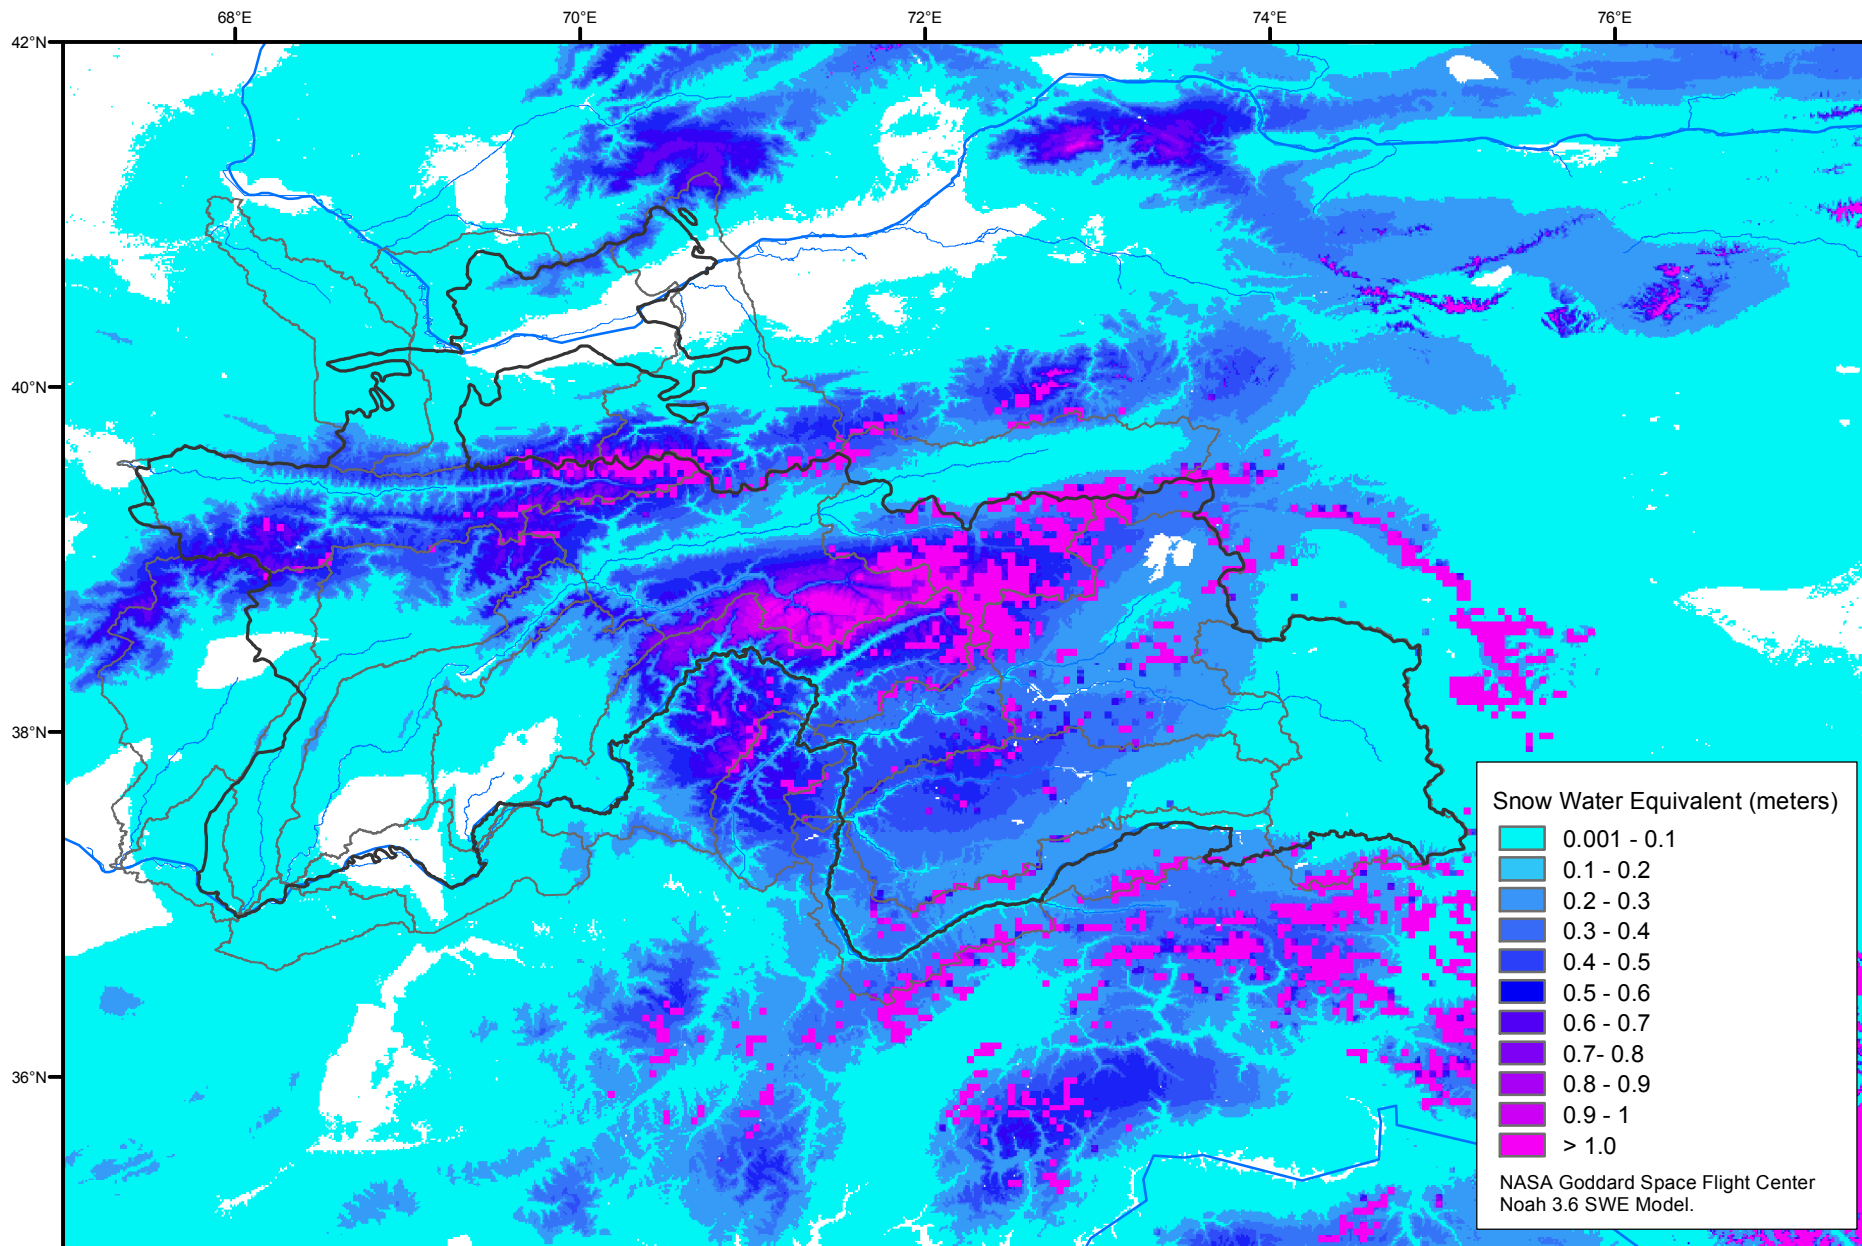 68°E 70°E 72°E 74°E 76°E
42°N
40°N
38°N
36°N
Snow Water Equivalent (meters)
0.001 - 0.1
0.1 - 0.2
0.2 - 0.3
0.3 - 0.4
0.4 - 0.5
0.5 - 0.6
0.6 - 0.7
0.7- 0.8
0.8 - 0.9
0.9 - 1
> 1.0
NASA Goddard Space Flight Center
Noah 3.6 SWE Model.